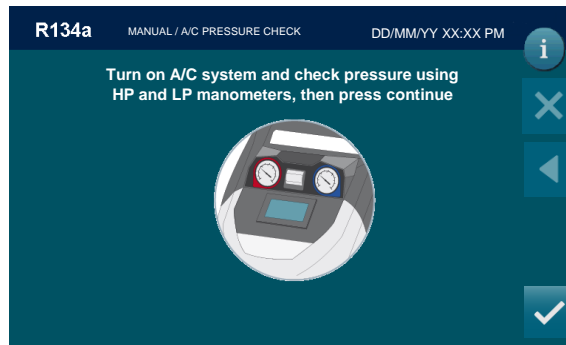 R134a MANUAL / A/C PRESSURE CHECK DD/MM/YY XX:XX PM
i
Turn on A/C system and check pressure using
HP and LP manometers, then press continue